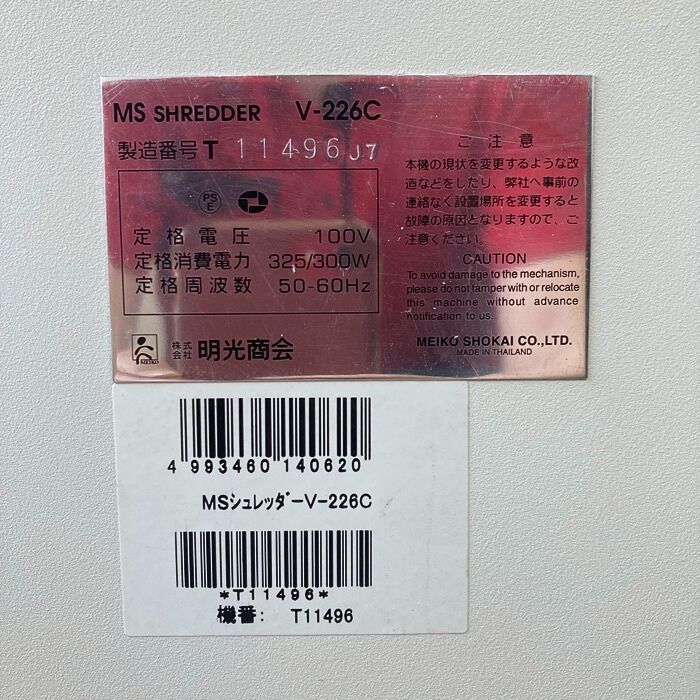 MS SHREDDER V-226C
製造番号 T 11496J7
PS E
定格電圧 100V
定格消費電力 325/300W
定格周波数 50-60Hz
株式会社 明光商会
ご注意
本機の現状を変更するような改
造などをしたり、弊社へ事前の
連絡なく設置場所を変更すると
故障の原因となりますので、ご
注意ください。
CAUTION
To avoid damage to the mechanism,
please do not tamper with or relocate
this machine without advance
notification to us.
MEIKO SHOKAI CO.,LTD.
MADE IN THAILAND
4 993460 140620
MSシュレッダーV-226C
*T11496*
機番: T11496